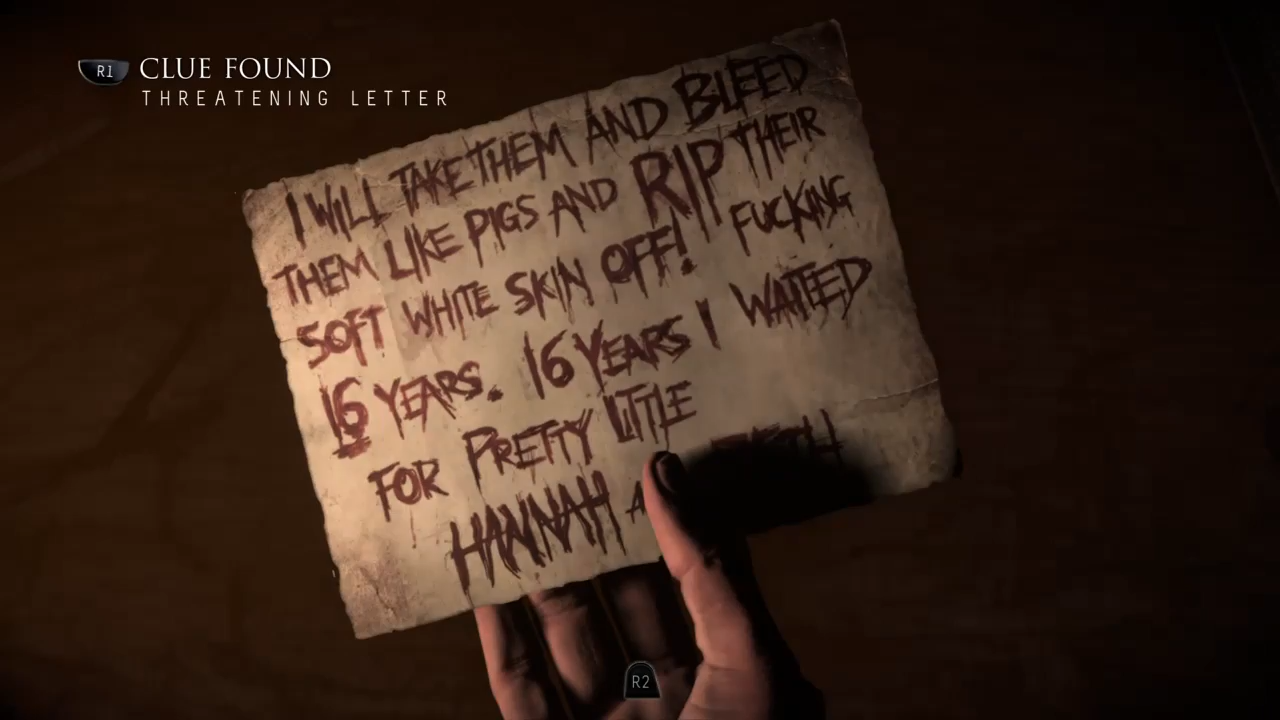 R1 CLUE FOUND
THREATENING LETTER
I WILL TAKE THEM AND BLEED
THEM LIKE PIGS AND RIP THEIR
SOFT WHITE SKIN OFF! FUCKING
16 YEARS. 16 YEARS I WAITED
FOR PRETTY LITTLE
HANNAH
R2